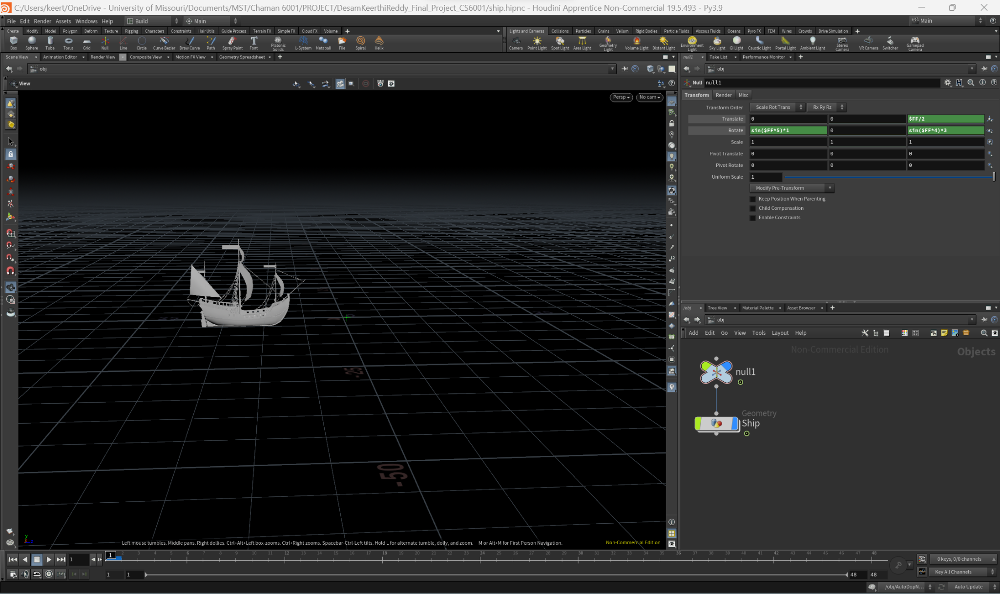 C:/Users/keert/OneDrive - University of Missouri/Documents/MST/Chaman 6001/PROJECT/DesamKeerthiReddy_Final_Project_CS6001/ship.hipnc - Houdini Apprentice Non-Commercial 19.5.493 - Py3.9
File Edit Render Assets Windows Help Build Main Main
Create Modify Model Polygon Deform Texture Rigging Characters Constraints Hair Utils Guide Process Terrain FX Simple FX Cloud FX Volume
Lights and Cameras Collisions Particles Grains Vellum Rigid Bodies Particle Fluids Viscous Fluids Oceans Pyro FX FEM Wires Crowds Drive Simulation
Box Sphere Tube Torus Grid Null Line Circle Curve Bezier Draw Curve Path Spray Paint Font Platonic Solids L-System Metaball File Spiral Helix
Camera Point Light Spot Light Area Light Geometry Light Volume Light Distant Light Environment Light Sky Light GI Light Caustic Light Portal Light Ambient Light Stereo Camera VR Camera Switcher Gamepad Camera
Scene View Animation Editor Render View Composite View Motion FX View Geometry Spreadsheet
null1 Take List Performance Monitor
obj
obj
View
Null null1
Persp No cam
Transform Render Misc
Transform Order Scale Rot Trans Rx Ry Rz
Translate 0 0 $FF/2
Rotate sin($FF*5)*1 0 sin($FF*4)*3
Scale 1 1 1
Pivot Translate 0 0 0
Pivot Rotate 0 0 0
Uniform Scale 1
Modify Pre-Transform
Keep Position When Parenting
Child Compensation
Enable Constraints
/obj Tree View Material Palette Asset Browser
obj
Add Edit Go View Tools Layout Help
Non-Commercial Edition Objects
null1
Geometry
Ship
-25
-50
Left mouse tumbles. Middle pans. Right dollies. Ctrl+Alt+Left box-zooms. Ctrl+Right zooms. Spacebar-Ctrl-Left tilts. Hold L for alternate tumble, dolly, and zoom. M or Alt+M for First Person Navigation.
Non-Commercial Edition
1 1 2 3 4 5 6 7 8 9 10 11 12 13 14 15 16 17 18 19 20 21 22 23 24 25 26 27 28 29 30 31 32 33 34 35 36 37 38 39 40 41 42 43 44 45 46 47 48
0 keys, 0/0 channels
1 1 48 48
Key All Channels
/obj/AutoDopN... Auto Update